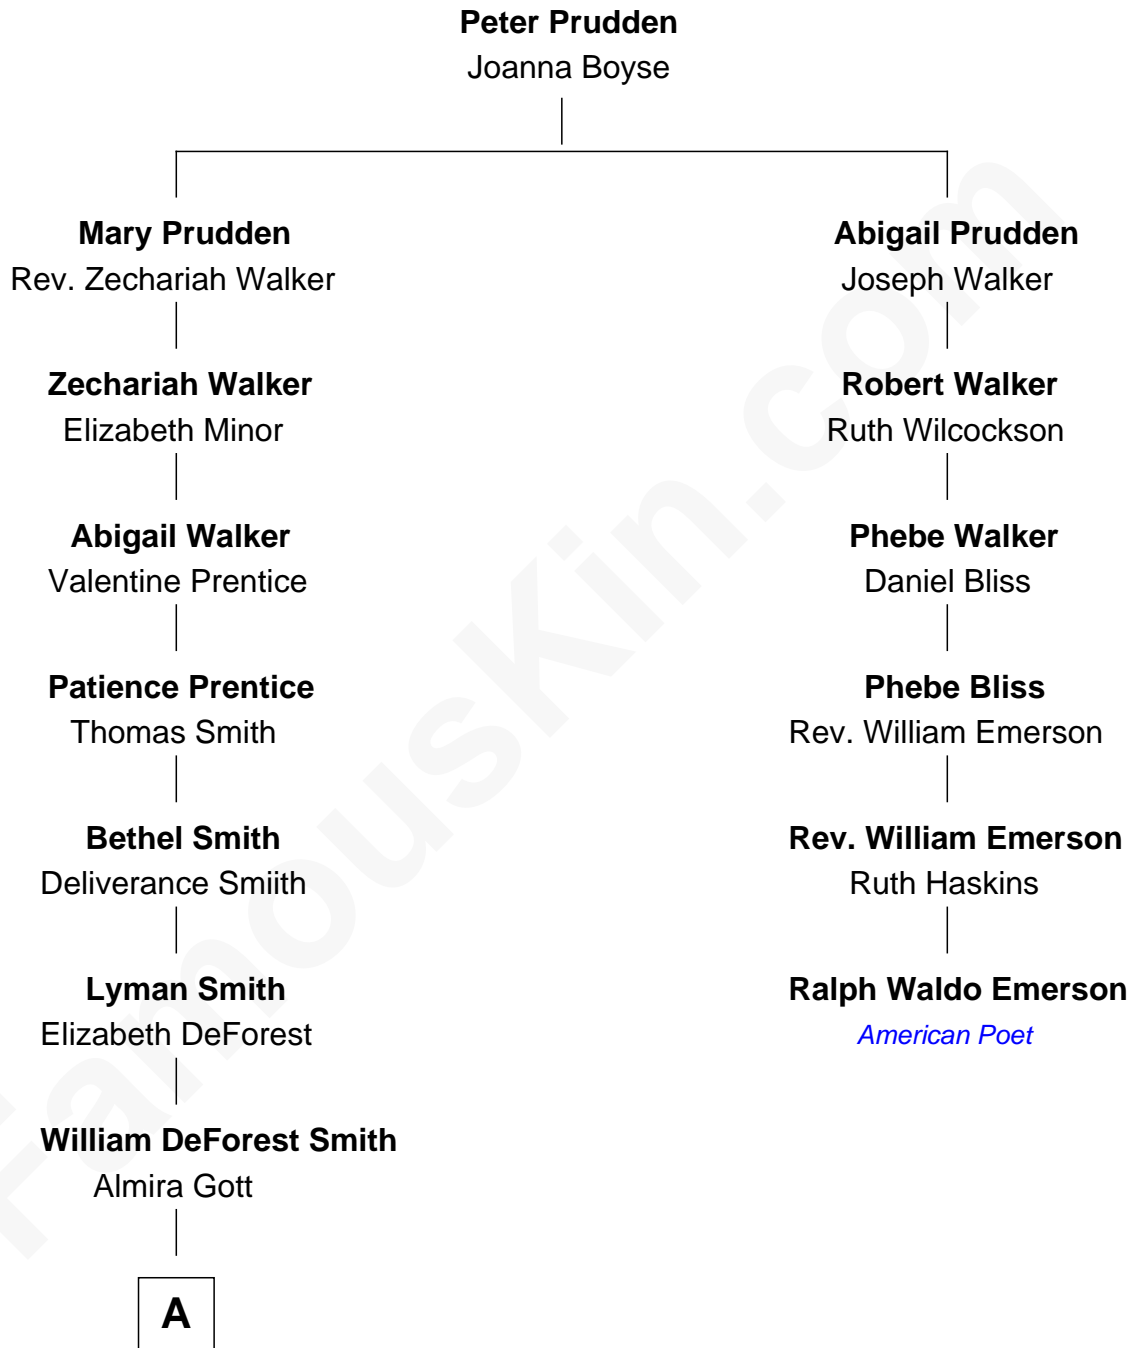 Peter Prudden
Joanna Boyse
Mary Prudden
Rev. Zechariah Walker
Abigail Prudden
Joseph Walker
Zechariah Walker
Elizabeth Minor
Robert Walker
Ruth Wilcockson
Abigail Walker
Valentine Prentice
Phebe Walker
Daniel Bliss
Patience Prentice
Thomas Smith
Phebe Bliss
Rev. William Emerson
Bethel Smith
Deliverance Smiith
Rev. William Emerson
Ruth Haskins
Lyman Smith
Elizabeth DeForest
Ralph Waldo Emerson
American Poet
William DeForest Smith
Almira Gott
A
FamousKin.com